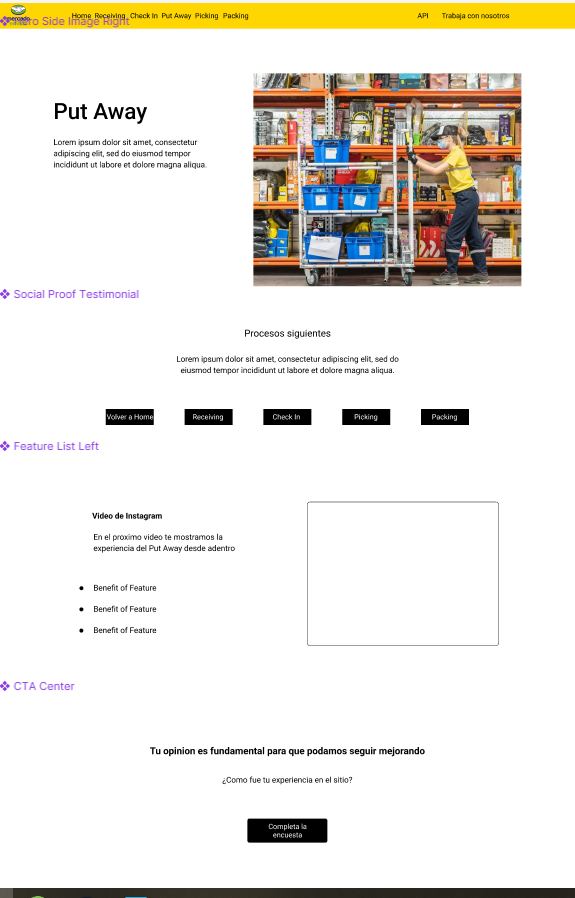 Home Receiving Check In Put Away Picking Packing API Trabaja con nosotros
Hero Side Image Right
Put Away
Lorem ipsum dolor sit amet, consectetur
adipiscing elit, sed do eiusmod tempor
incididunt ut labore et dolore magna aliqua.
Social Proof Testimonial
Procesos siguientes
Lorem ipsum dolor sit amet, consectetur adipiscing elit, sed do
eiusmod tempor incididunt ut labore et dolore magna aliqua.
Volver a Home Receiving Check In Picking Packing
Feature List Left
Video de Instagram
En el proximo video te mostramos la
experiencia del Put Away desde adentro
Benefit of Feature
Benefit of Feature
Benefit of Feature
CTA Center
Tu opinion es fundamental para que podamos seguir mejorando
¿Como fue tu experiencia en el sitio?
Completa la
encuesta